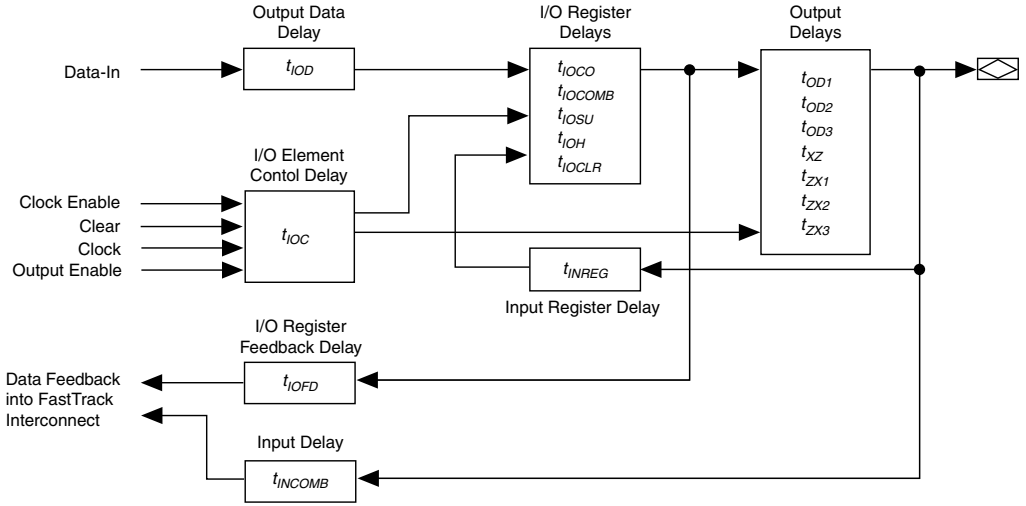 Output Data
Delay
I/O Register
Delays
Output
Delays
Data-In
tIOD
tIOCO
tIOCOMB
tIOSU
tIOH
tIOCLR
tOD1
tOD2
tOD3
tXZ
tZX1
tZX2
tZX3
I/O Element
Contol Delay
Clock Enable
Clear
Clock
Output Enable
tIOC
tINREG
Input Register Delay
I/O Register
Feedback Delay
tIOFD
Data Feedback
into FastTrack
Interconnect
Input Delay
tINCOMB